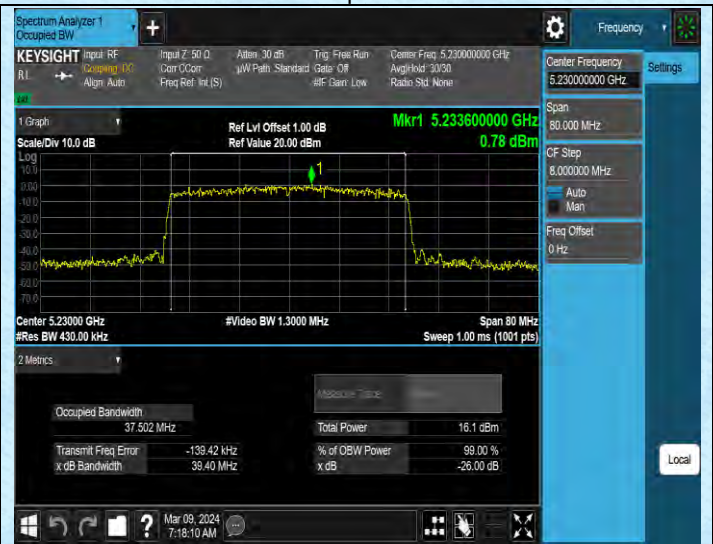 Spectrum Analyzer 1
Occupied BW
+
Frequency
KEYSIGHT
RL
Input: RF
Coupling: DC
Align: Auto
Input Z: 50 Ω
Corr CCorr
Freq Ref: Int (S)
Atten: 30 dB
µW Path: Standard
Trig: Free Run
Gate: Off
#IF Gain: Low
Center Freq: 5.230000000 GHz
Avg|Hold: 30/30
Radio Std: None
1 Graph
Scale/Div 10.0 dB
Ref Lvl Offset 1.00 dB
Ref Value 20.00 dBm
Mkr1 5.233600000 GHz
0.78 dBm
Log
10.0
0.00
-10.0
-20.0
-30.0
-40.0
-50.0
-60.0
-70.0
1
Center 5.23000 GHz
#Res BW 430.00 kHz
#Video BW 1.3000 MHz
Span 80 MHz
Sweep 1.00 ms (1001 pts)
2 Metrics
Measure Trace
Occupied Bandwidth
37.502 MHz
Total Power 16.1 dBm
Transmit Freq Error -139.42 kHz
% of OBW Power 99.00 %
x dB Bandwidth 39.40 MHz
x dB -26.00 dB
Center Frequency
5.230000000 GHz
Settings
Span
80.000 MHz
CF Step
8.000000 MHz
Auto
Man
Freq Offset
0 Hz
Local
?
Mar 09, 2024
7:18:10 AM